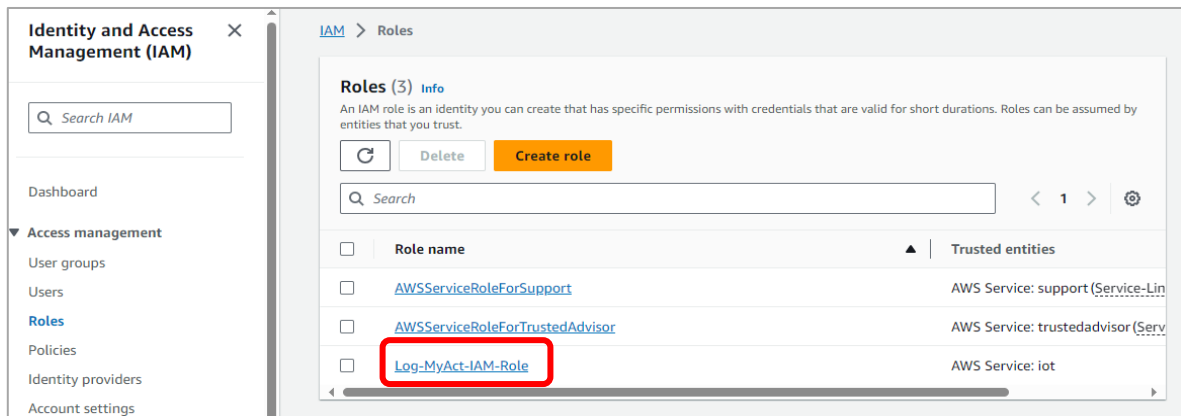 Identity and Access
Management (IAM)
Search IAM
Dashboard
Access management
User groups
Users
Roles
Policies
Identity providers
Account settings
IAM > Roles
Roles (3) Info
An IAM role is an identity you can create that has specific permissions with credentials that are valid for short durations. Roles can be assumed by
entities that you trust.
Delete Create role
Search
1
Role name Trusted entities
AWSServiceRoleForSupport AWS Service: support (Service-Lin
AWSServiceRoleForTrustedAdvisor AWS Service: trustedadvisor (Serv
Log-MyAct-IAM-Role AWS Service: iot